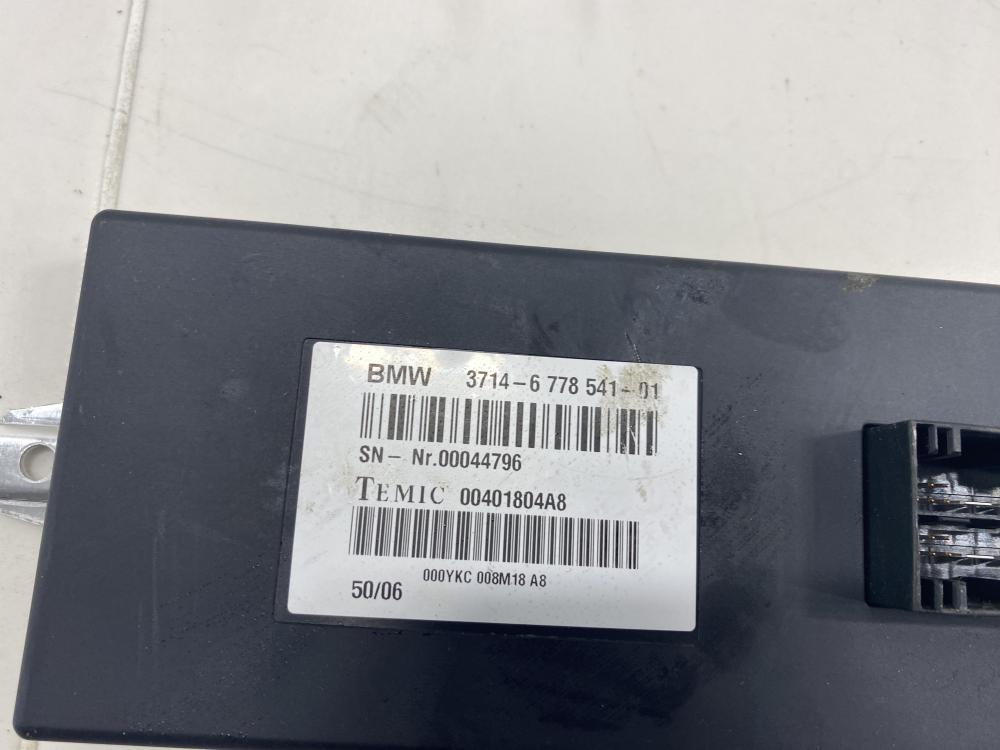 BMW 3714-6 778 541-01
SN- Nr.00044796
TEMIC 00401804A8
000YKC 008M18 A8
50/06